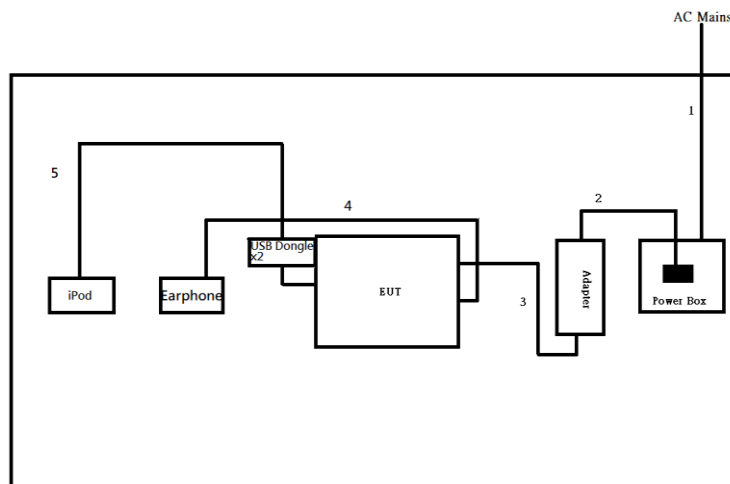 AC Mains
1
5
4
2
USB Dongle
x2
iPod
Earphone
EUT
3
Adapter
Power Box